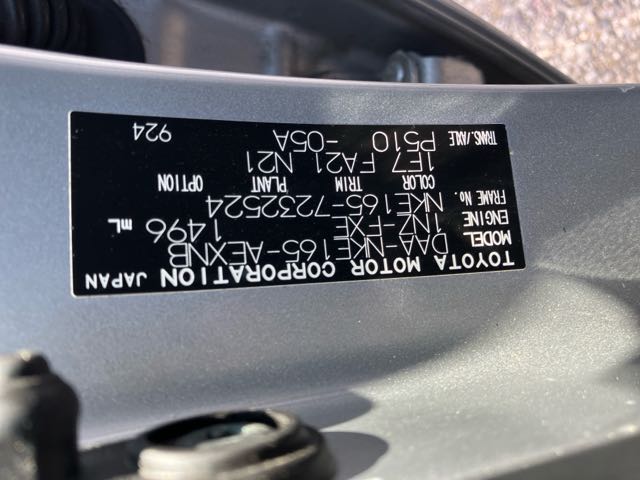 TOYOTA MOTOR CORPORATION JAPAN
MODEL DAA-NKE165-AEXNB
ENGINE 1NZ-FXE 1496 mL
FRAME No. NKE165-7232524
COLOR TRIM PLANT OPTION
1E7 FA21 N21
TRANS./AXLE P510 -05A
924